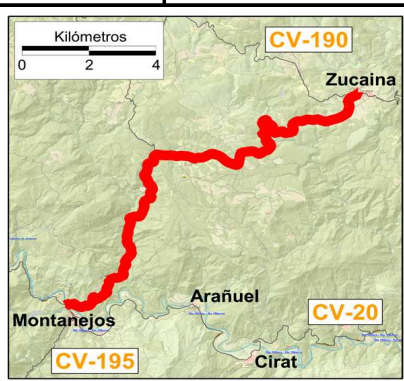 Kilómetros
0 2 4
CV-190
Zucaina
Arañuel
Montanejos
CV-20
CV-195
Cirat